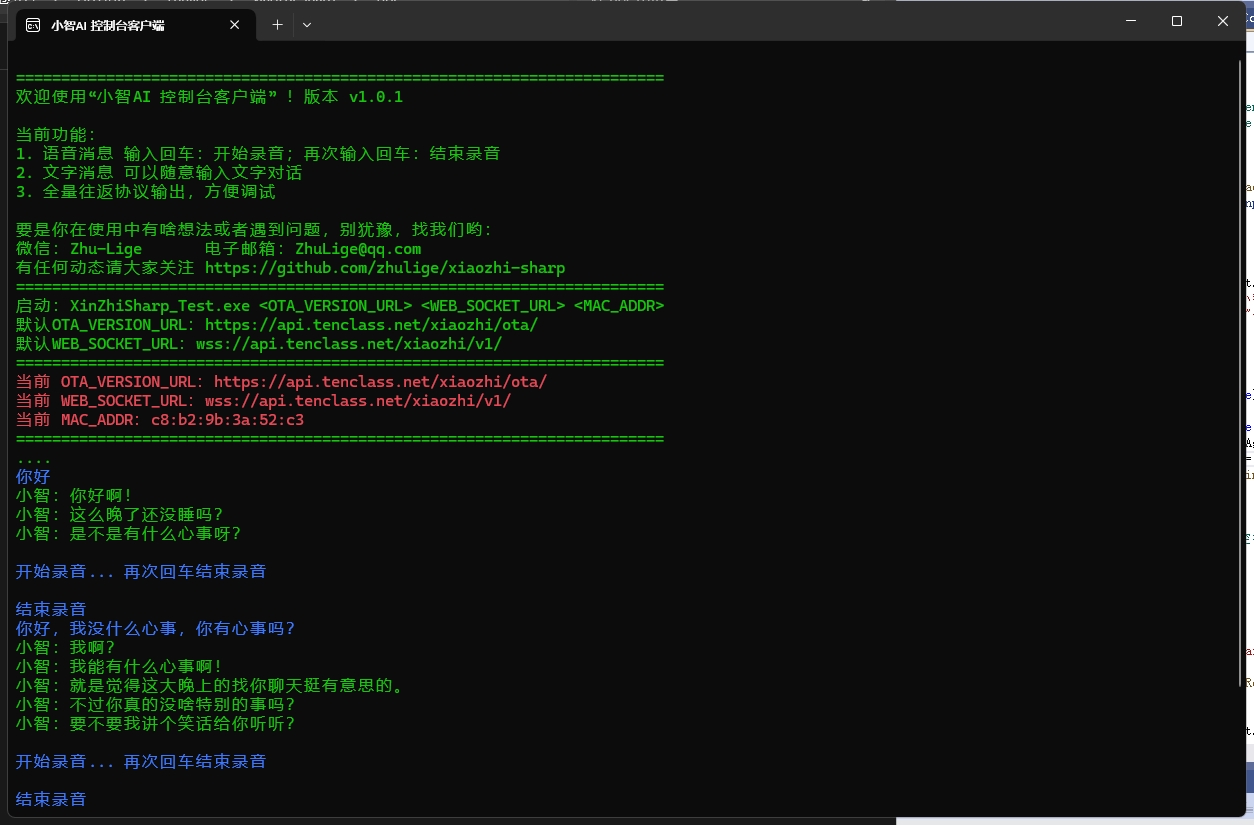 小智AI 控制台客户端
========================================================================
欢迎使用“小智AI 控制台客户端” ！版本 v1.0.1
当前功能：
1. 语音消息 输入回车：开始录音；再次输入回车：结束录音
2. 文字消息 可以随意输入文字对话
3. 全量往返协议输出，方便调试
要是你在使用中有啥想法或者遇到问题，别犹豫，找我们哟：
微信：Zhu-Lige 电子邮箱：ZhuLige@qq.com
有任何动态请大家关注 https://github.com/zhulige/xiaozhi-sharp
========================================================================
启动：XinZhiSharp_Test.exe <OTA_VERSION_URL> <WEB_SOCKET_URL> <MAC_ADDR>
默认OTA_VERSION_URL：https://api.tenclass.net/xiaozhi/ota/
默认WEB_SOCKET_URL：wss://api.tenclass.net/xiaozhi/v1/
========================================================================
当前 OTA_VERSION_URL：https://api.tenclass.net/xiaozhi/ota/
当前 WEB_SOCKET_URL：wss://api.tenclass.net/xiaozhi/v1/
当前 MAC_ADDR：c8:b2:9b:3a:52:c3
========================================================================
....
你好
小智：你好啊！
小智：这么晚了还没睡吗？
小智：是不是有什么心事呀？
开始录音... 再次回车结束录音
结束录音
你好，我没什么心事，你有心事吗？
小智：我啊？
小智：我能有什么心事啊！
小智：就是觉得这大晚上的找你聊天挺有意思的。
小智：不过你真的没啥特别的事吗？
小智：要不要我讲个笑话给你听听？
开始录音... 再次回车结束录音
结束录音